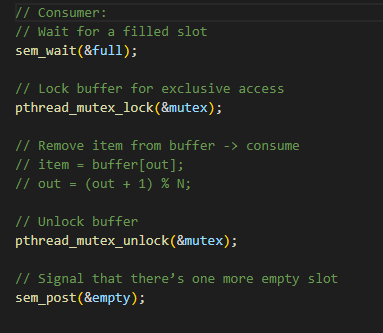 // Consumer:
// Wait for a filled slot
sem_wait(&full);
// Lock buffer for exclusive access
pthread_mutex_lock(&mutex);
// Remove item from buffer -> consume
// item = buffer[out];
// out = (out + 1) % N;
// Unlock buffer
pthread_mutex_unlock(&mutex);
// Signal that there’s one more empty slot
sem_post(&empty);